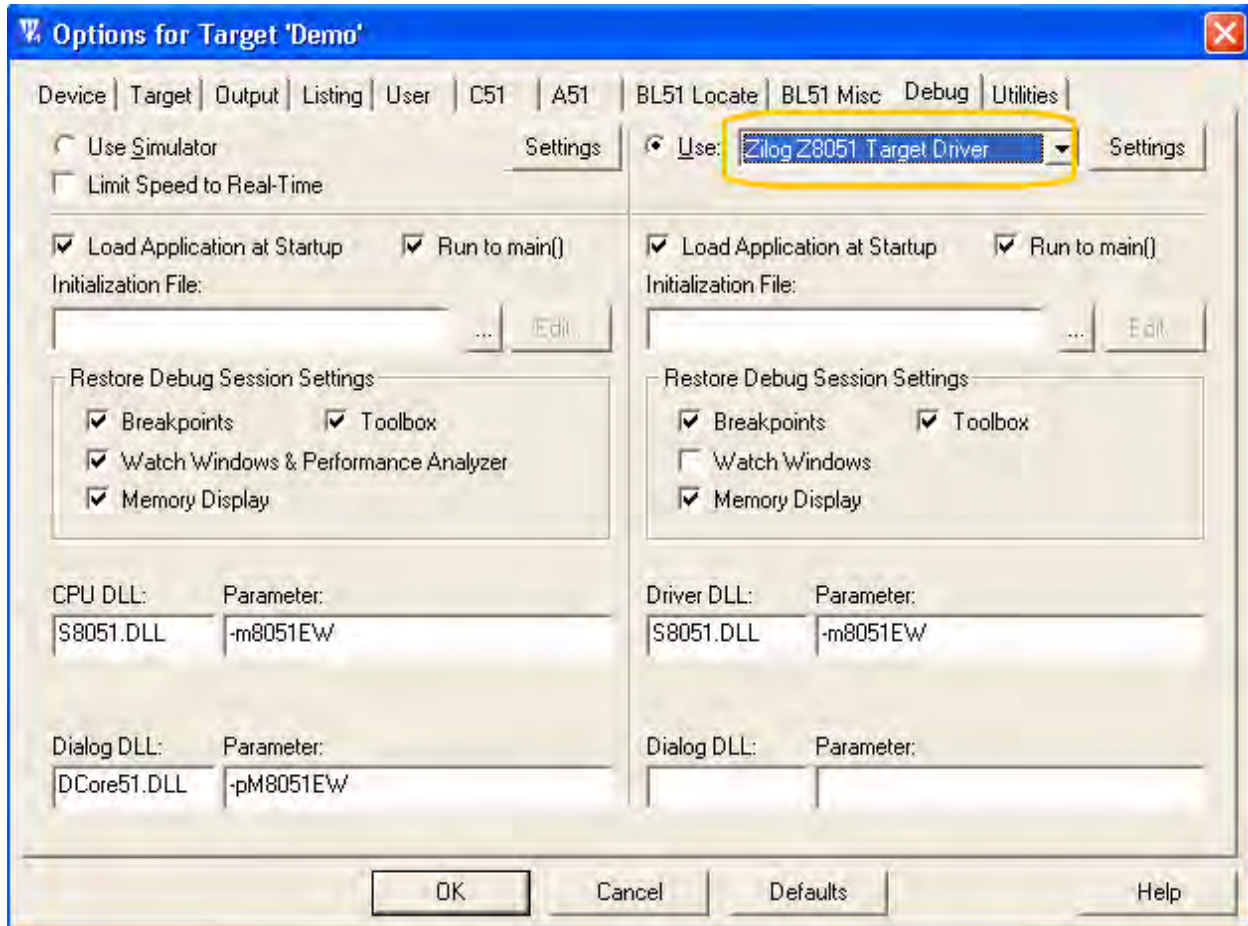 Options for Target 'Demo'
Device Target Output Listing User C51 A51 BL51 Locate BL51 Misc Debug Utilities
Use Simulator
Settings
Limit Speed to Real-Time
Use: Zilog Z8051 Target Driver
Settings
Load Application at Startup
Run to main()
Initialization File:
...
Edit...
Restore Debug Session Settings
Breakpoints
Toolbox
Watch Windows & Performance Analyzer
Memory Display
CPU DLL:
Parameter:
S8051.DLL
-m8051EW
Dialog DLL:
Parameter:
DCore51.DLL
-pM8051EW
Load Application at Startup
Run to main()
Initialization File:
...
Edit...
Restore Debug Session Settings
Breakpoints
Toolbox
Watch Windows
Memory Display
Driver DLL:
Parameter:
S8051.DLL
-m8051EW
Dialog DLL:
Parameter:
OK
Cancel
Defaults
Help